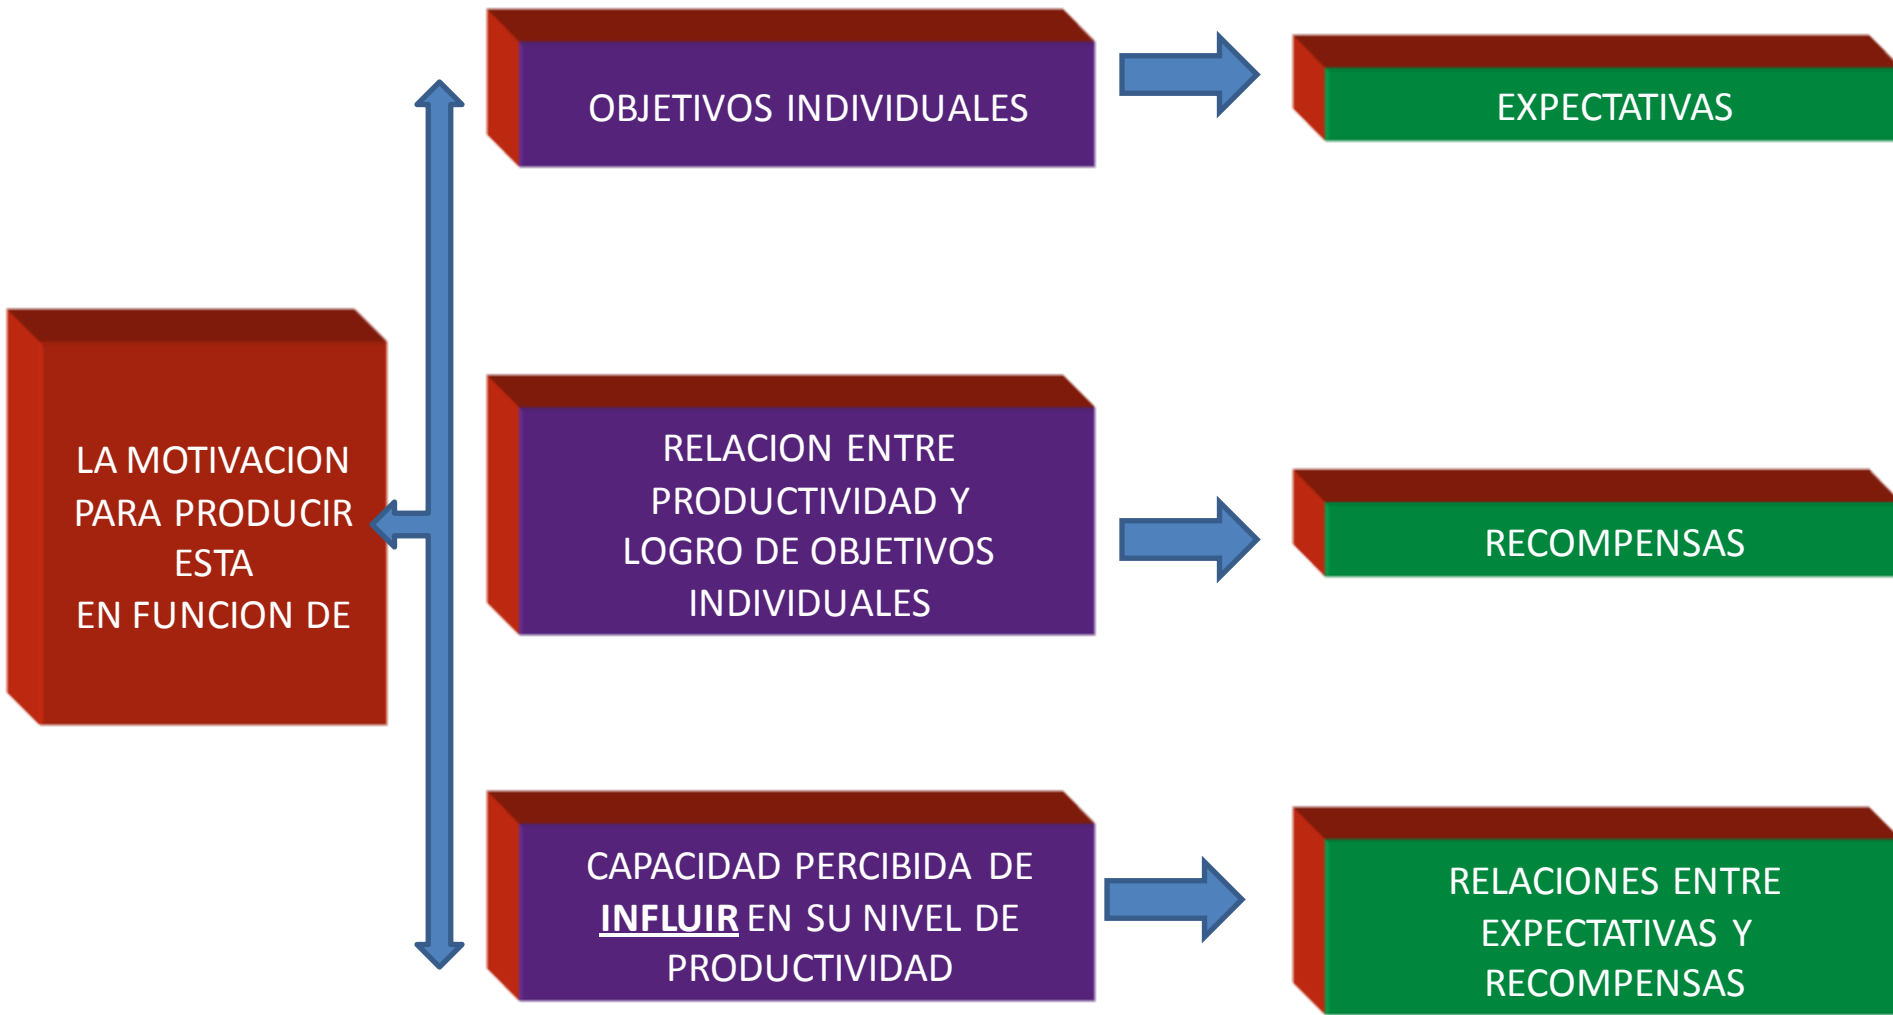 OBJETIVOS INDIVIDUALES
EXPECTATIVAS
LA MOTIVACION
PARA PRODUCIR
ESTA
EN FUNCION DE
RELACION ENTRE
PRODUCTIVIDAD Y
LOGRO DE OBJETIVOS
INDIVIDUALES
RECOMPENSAS
CAPACIDAD PERCIBIDA DE
INFLUIR EN SU NIVEL DE
PRODUCTIVIDAD
RELACIONES ENTRE
EXPECTATIVAS Y
RECOMPENSAS